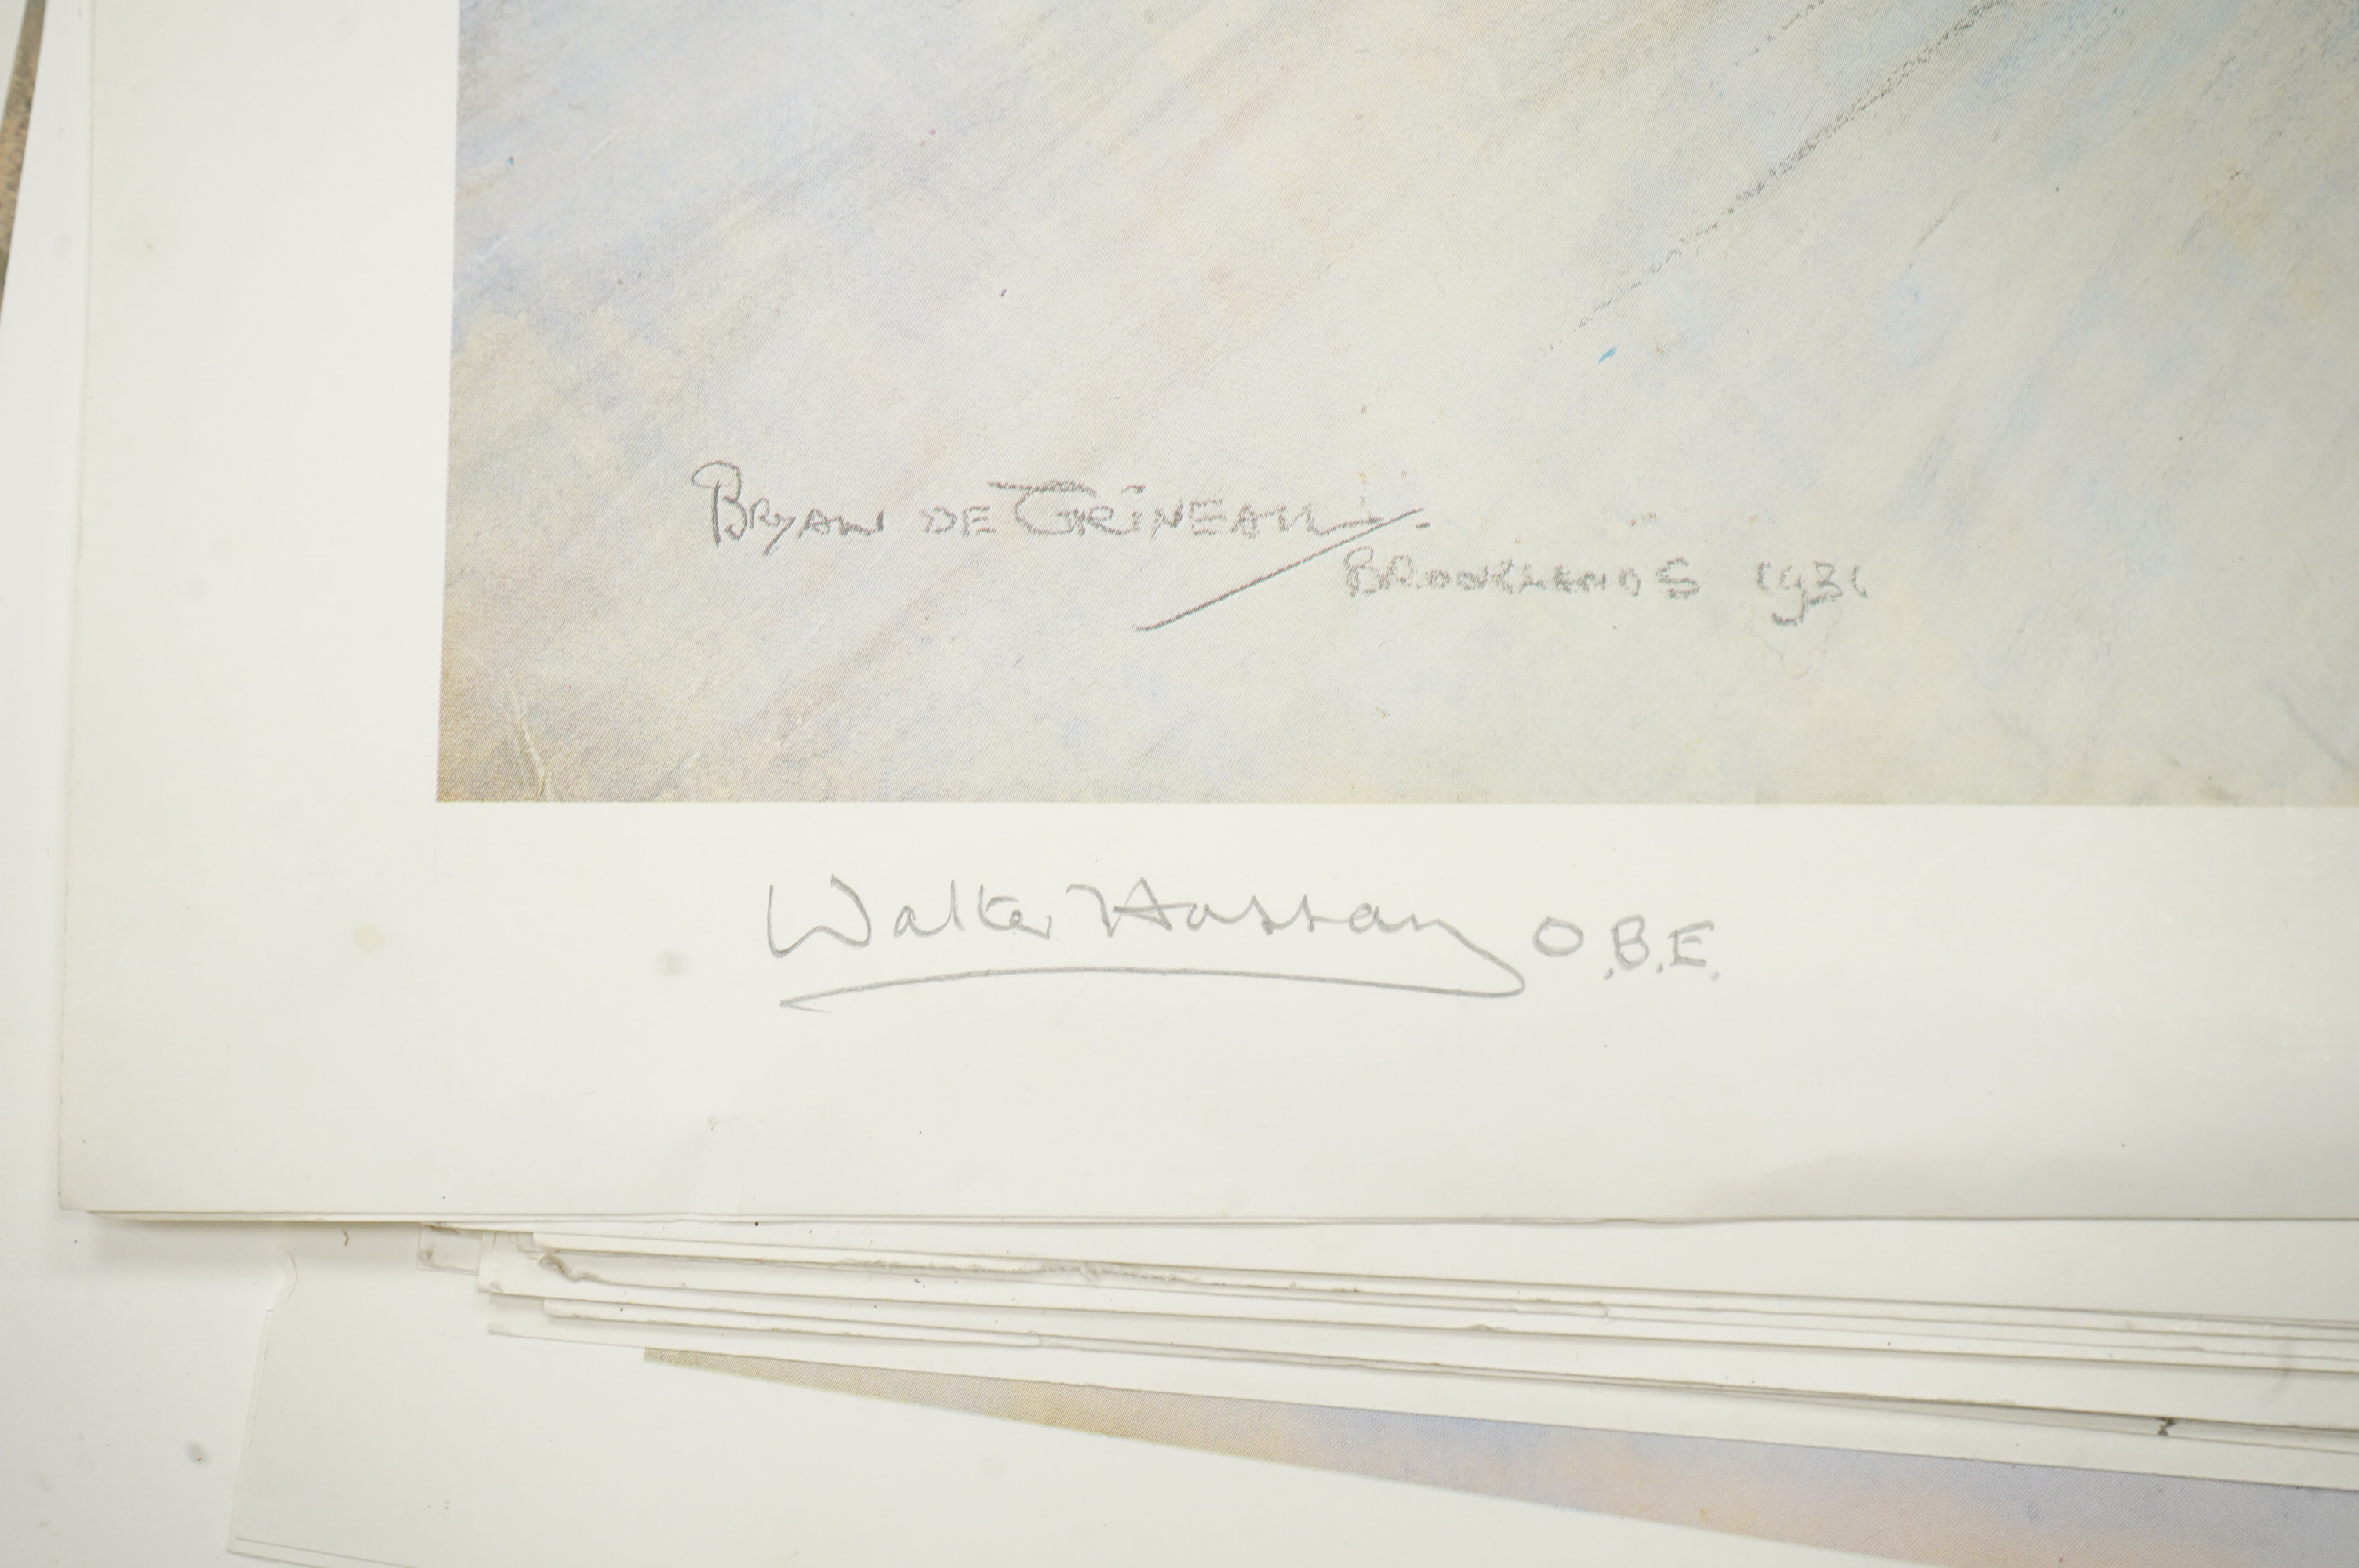 BRYAN DE GRINEAU.
BROOKLANDS 1931
Walter Hassan O.B.E.